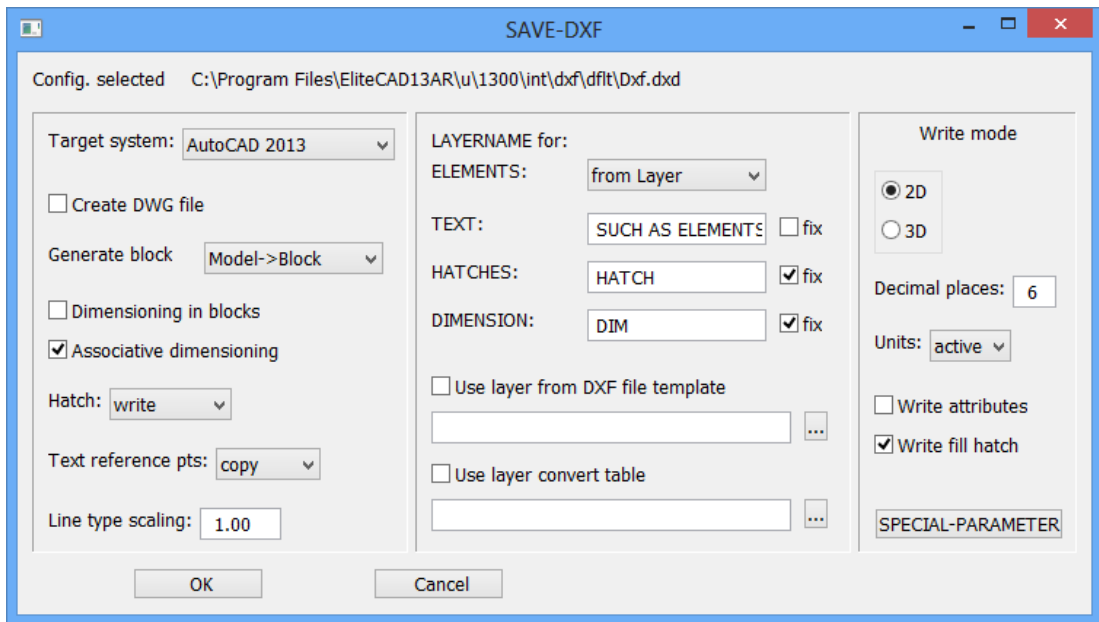 SAVE-DXF
Config. selected C:\Program Files\EliteCAD13AR\u\1300\int\dxf\dflt\Dxf.dxd
Target system: AutoCAD 2013
Create DWG file
Generate block Model->Block
Dimensioning in blocks
Associative dimensioning
Hatch: write
Text reference pts: copy
Line type scaling: 1.00
LAYERNAME for:
ELEMENTS: from Layer
TEXT: SUCH AS ELEMENTS fix
HATCHES: HATCH fix
DIMENSION: DIM fix
Use layer from DXF file template
...
Use layer convert table
...
Write mode
2D
3D
Decimal places: 6
Units: active
Write attributes
Write fill hatch
SPECIAL-PARAMETER
OK Cancel